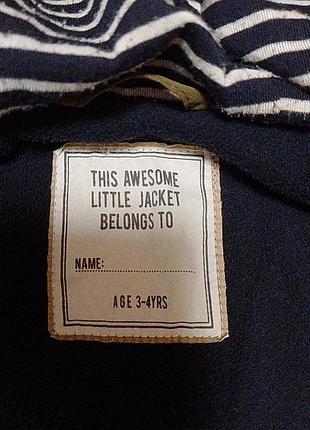 THIS AWESOME
LITTLE JACKET
BELONGS TO
NAME:
AGE 3-4YRS